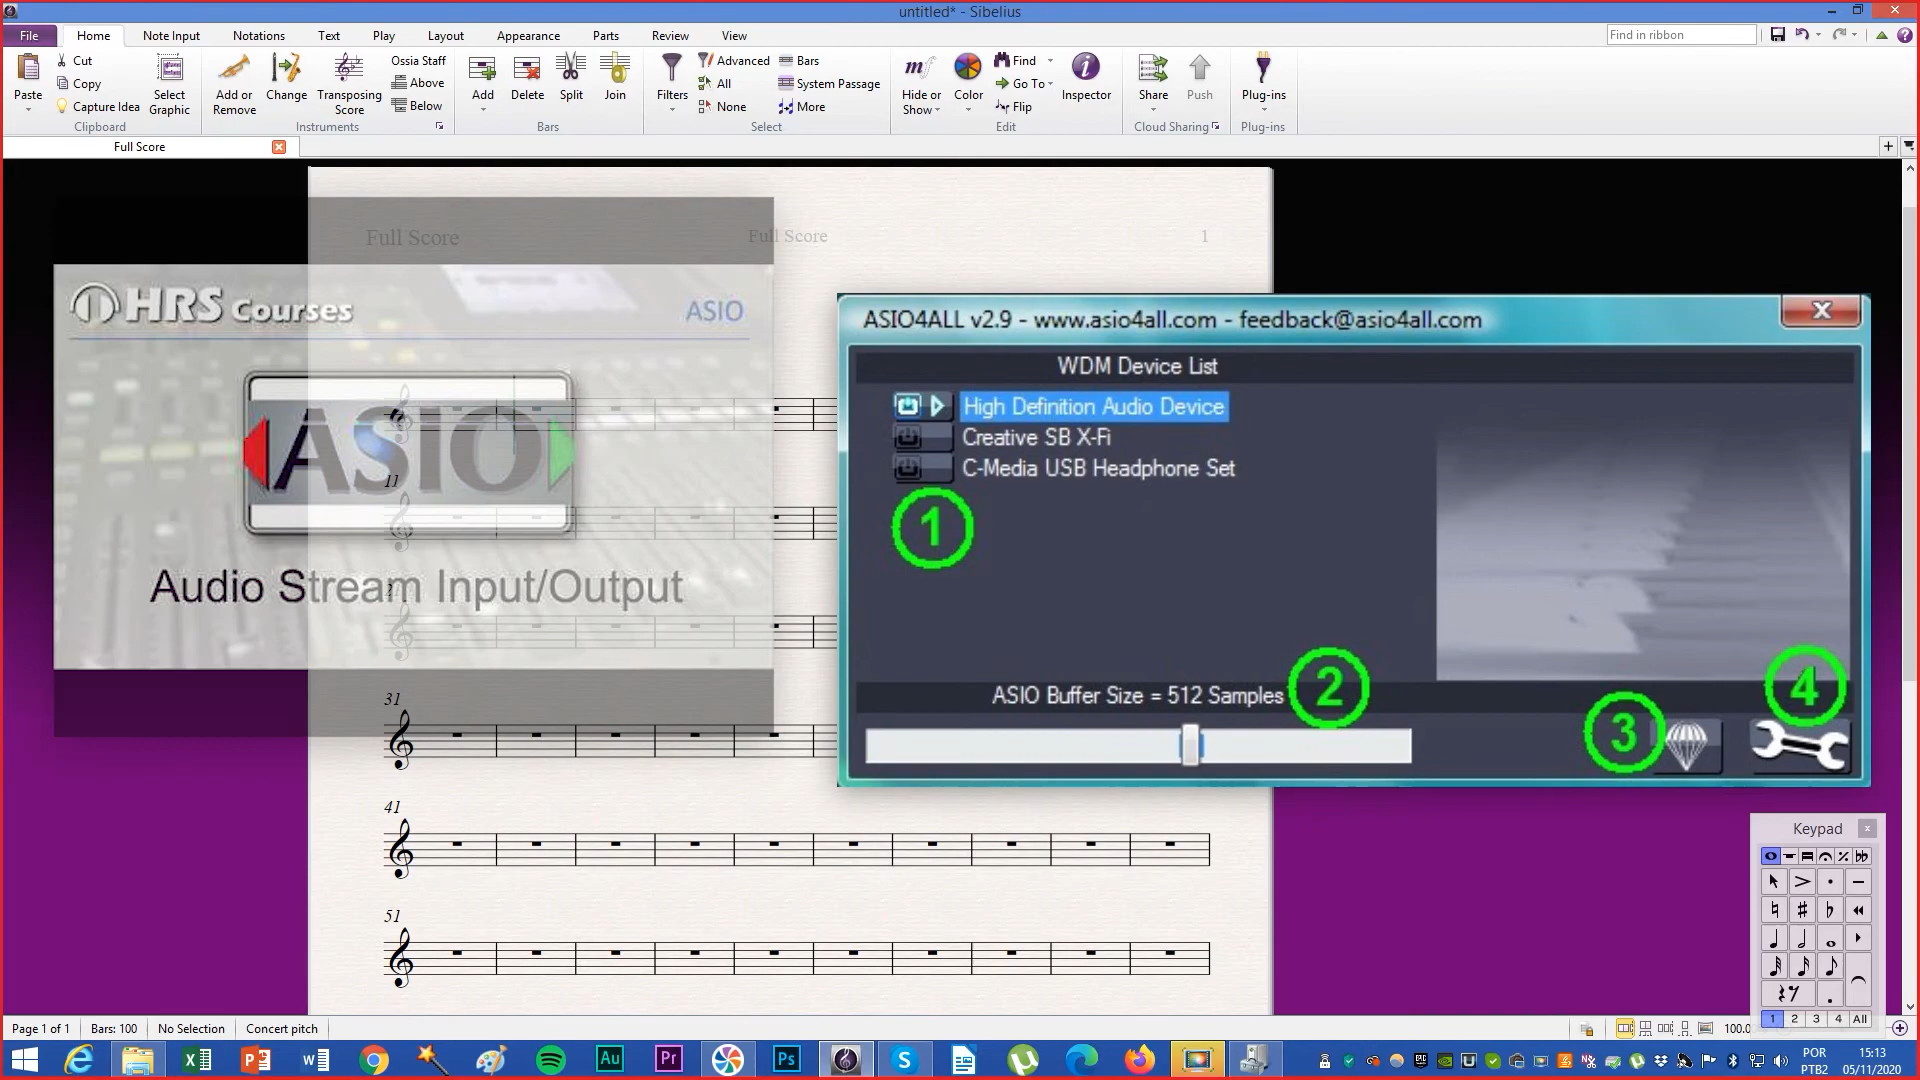 untitled* - Sibelius
File Home Note Input Notations Text Play Layout Appearance Parts Review View
Find in ribbon
Paste
Cut
Copy
Capture Idea
Select Graphic
Clipboard
Add or Remove
Change
Transposing Score
Ossia Staff
Above
Below
Instruments
Add
Delete
Split
Join
Bars
Filters
Advanced
All
None
Bars
System Passage
More
Select
Hide or Show
Color
Find
Go To
Flip
Inspector
Edit
Share
Push
Cloud Sharing
Plug-ins
Plug-ins
Full Score
Full Score
Full Score
1
HRS Courses
ASIO
ASIO
Audio Stream Input/Output
11
31
41
51
ASIO4ALL v2.9 - www.asio4all.com - feedback@asio4all.com
WDM Device List
High Definition Audio Device
Creative SB X-Fi
C-Media USB Headphone Set
1
ASIO Buffer Size = 512 Samples
2
3
4
Keypad
1 2 3 4 All
Page 1 of 1 Bars: 100 No Selection Concert pitch
100.0
POR 15:13
PTB2 05/11/2020